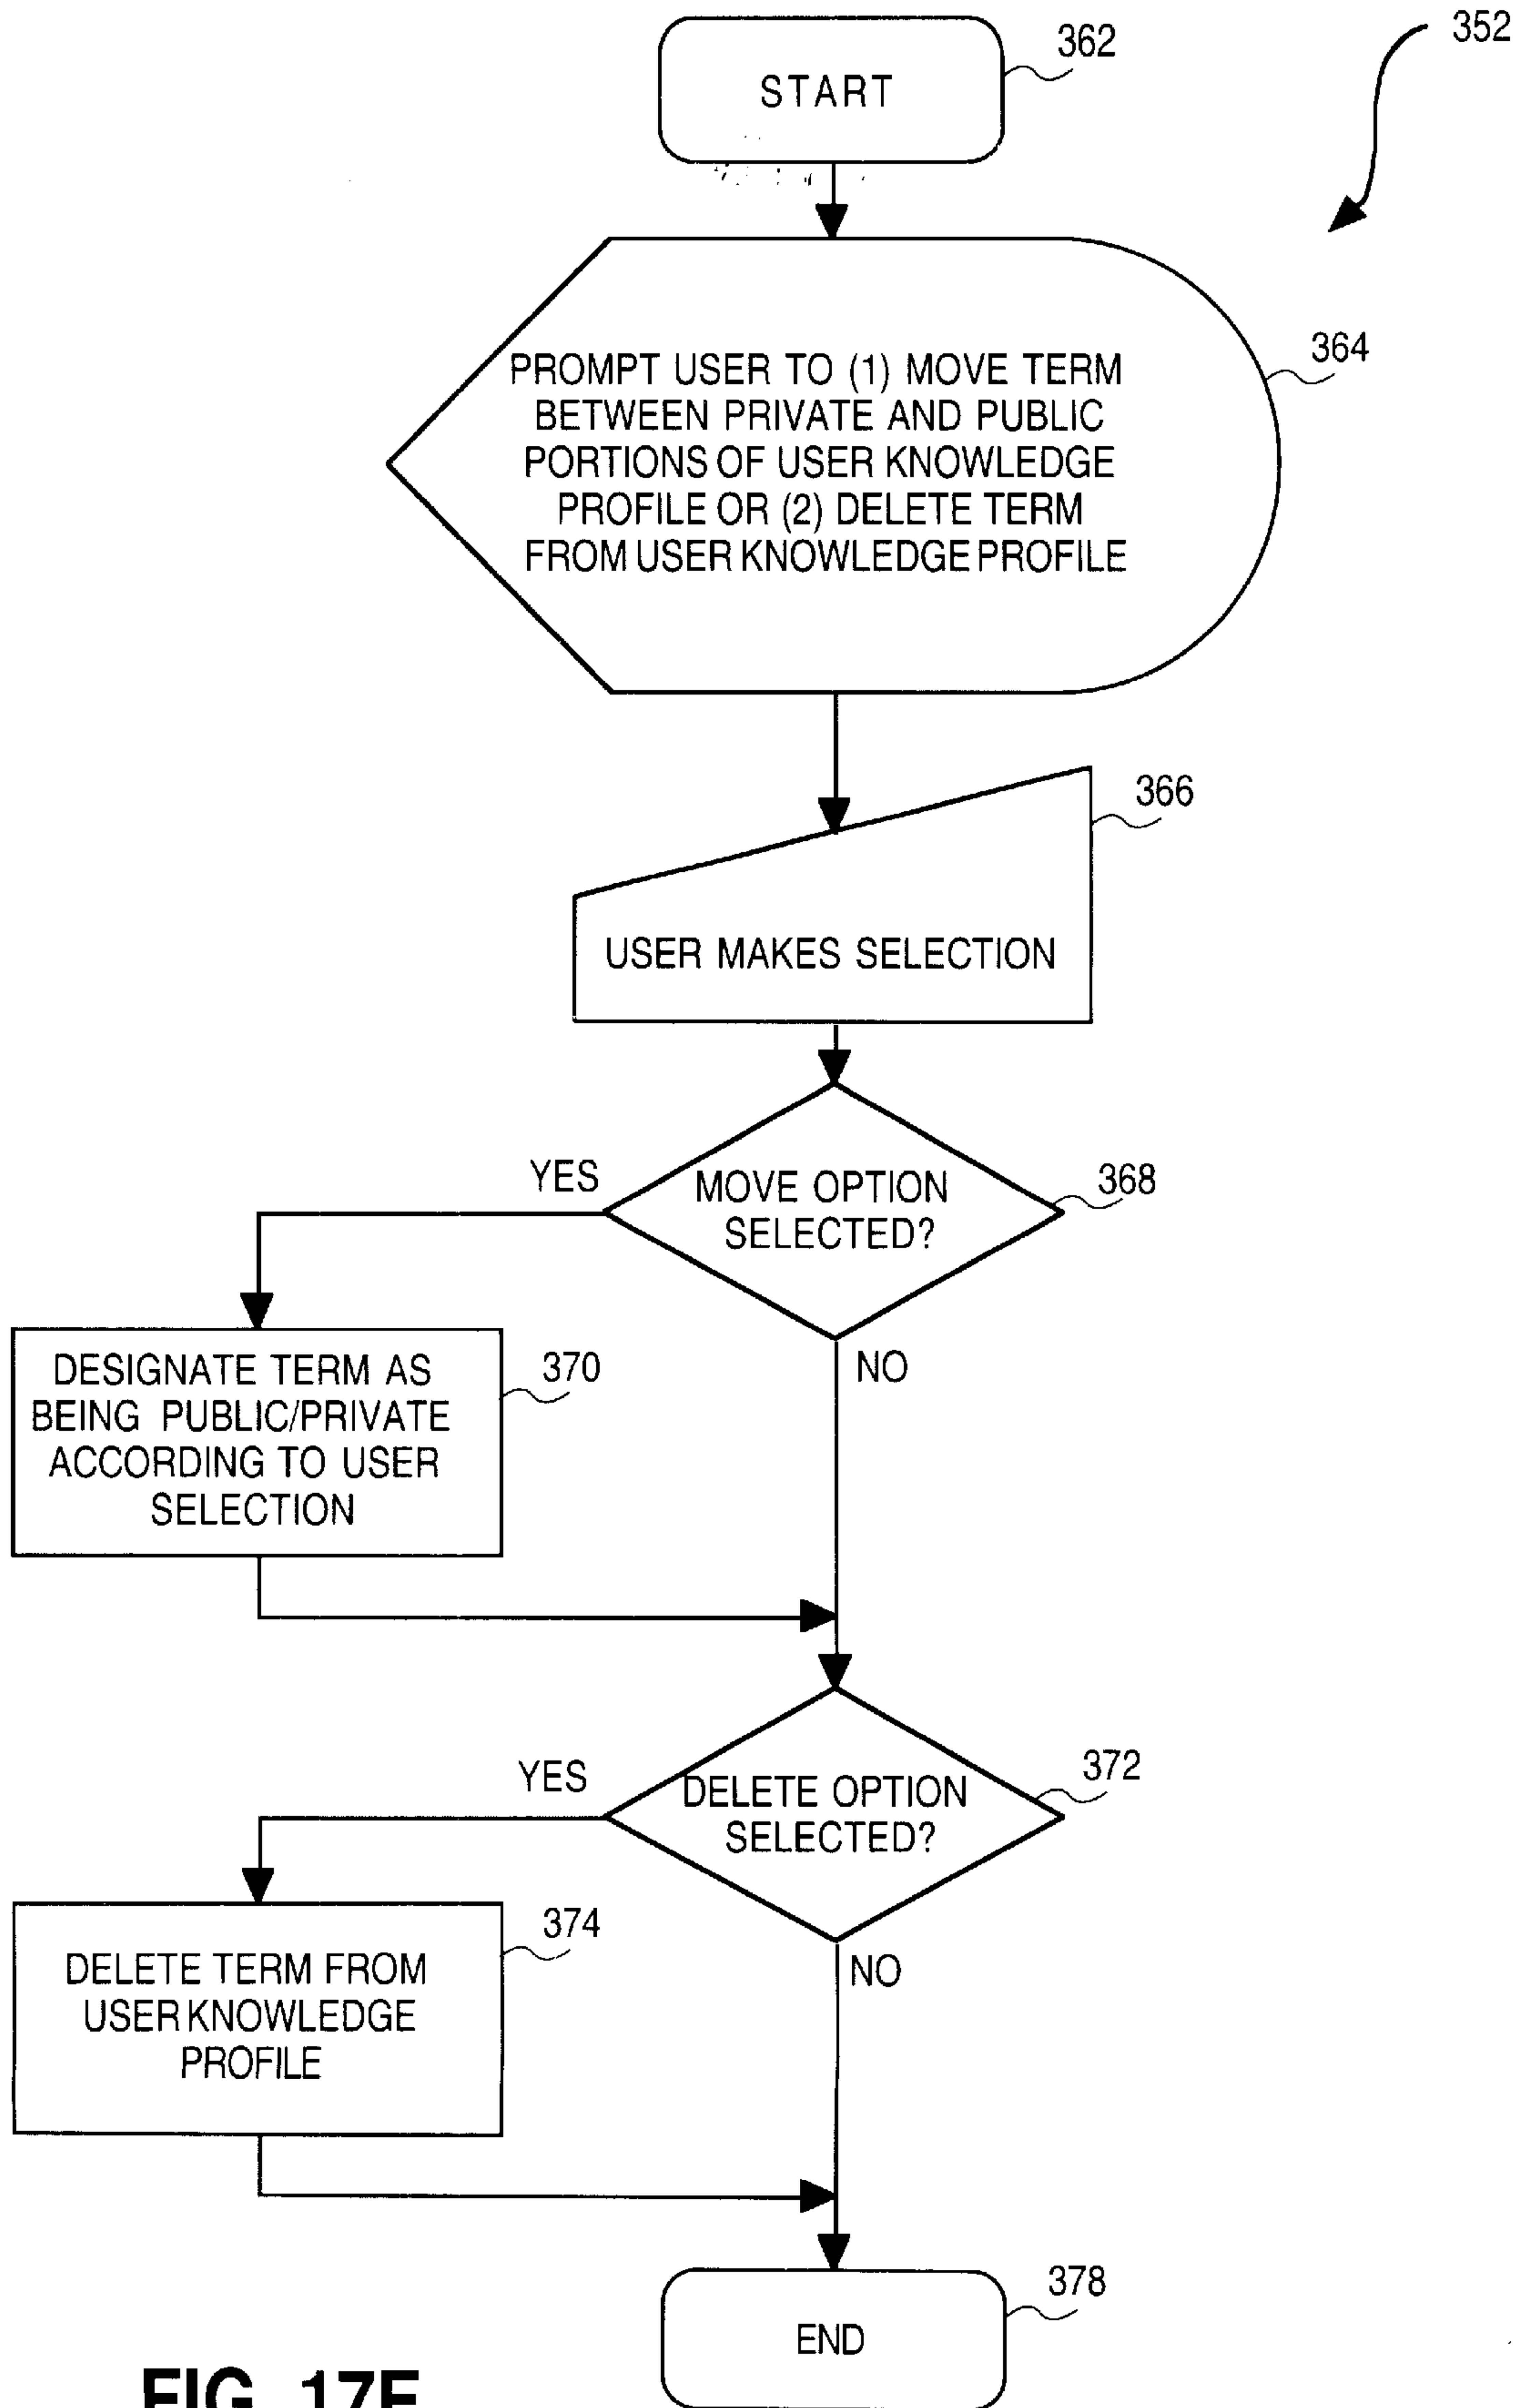 352
362
START
364
PROMPT USER TO (1) MOVE TERM
BETWEEN PRIVATE AND PUBLIC
PORTIONS OF USER KNOWLEDGE
PROFILE OR (2) DELETE TERM
FROM USER KNOWLEDGE PROFILE
366
USER MAKES SELECTION
368
MOVE OPTION
SELECTED?
YES
NO
370
DESIGNATE TERM AS
BEING PUBLIC/PRIVATE
ACCORDING TO USER
SELECTION
372
DELETE OPTION
SELECTED?
YES
NO
374
DELETE TERM FROM
USER KNOWLEDGE
PROFILE
378
END